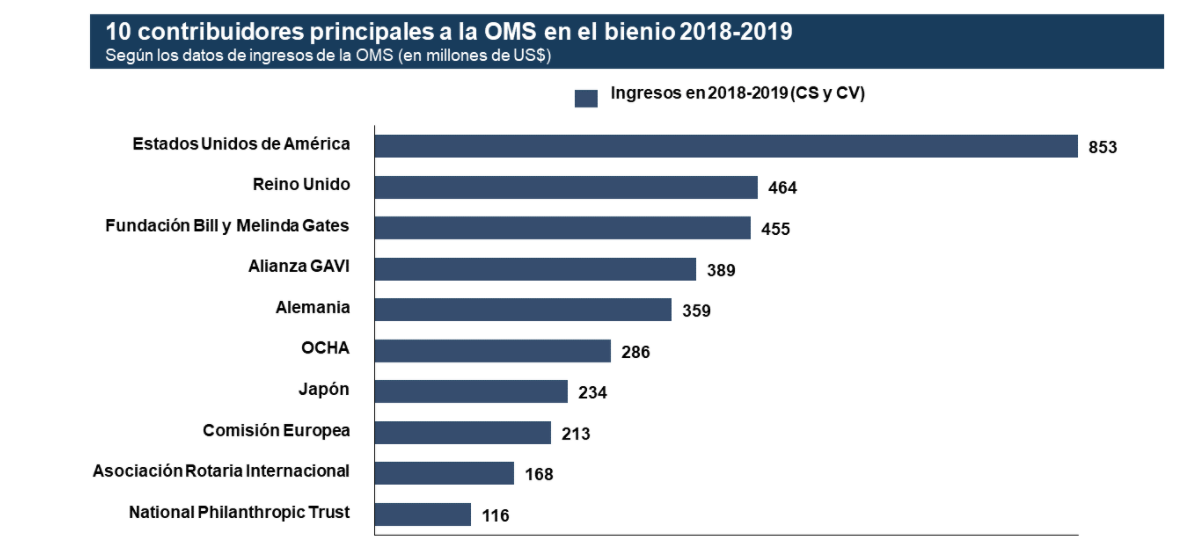 10 contribuidores principales a la OMS en el bienio 2018-2019
Según los datos de ingresos de la OMS (en millones de US$)
Ingresos en 2018-2019 (CS y CV)
Estados Unidos de América 853
Reino Unido 464
Fundación Bill y Melinda Gates 455
Alianza GAVI 389
Alemania 359
OCHA 286
Japón 234
Comisión Europea 213
Asociación Rotaria Internacional 168
National Philanthropic Trust 116